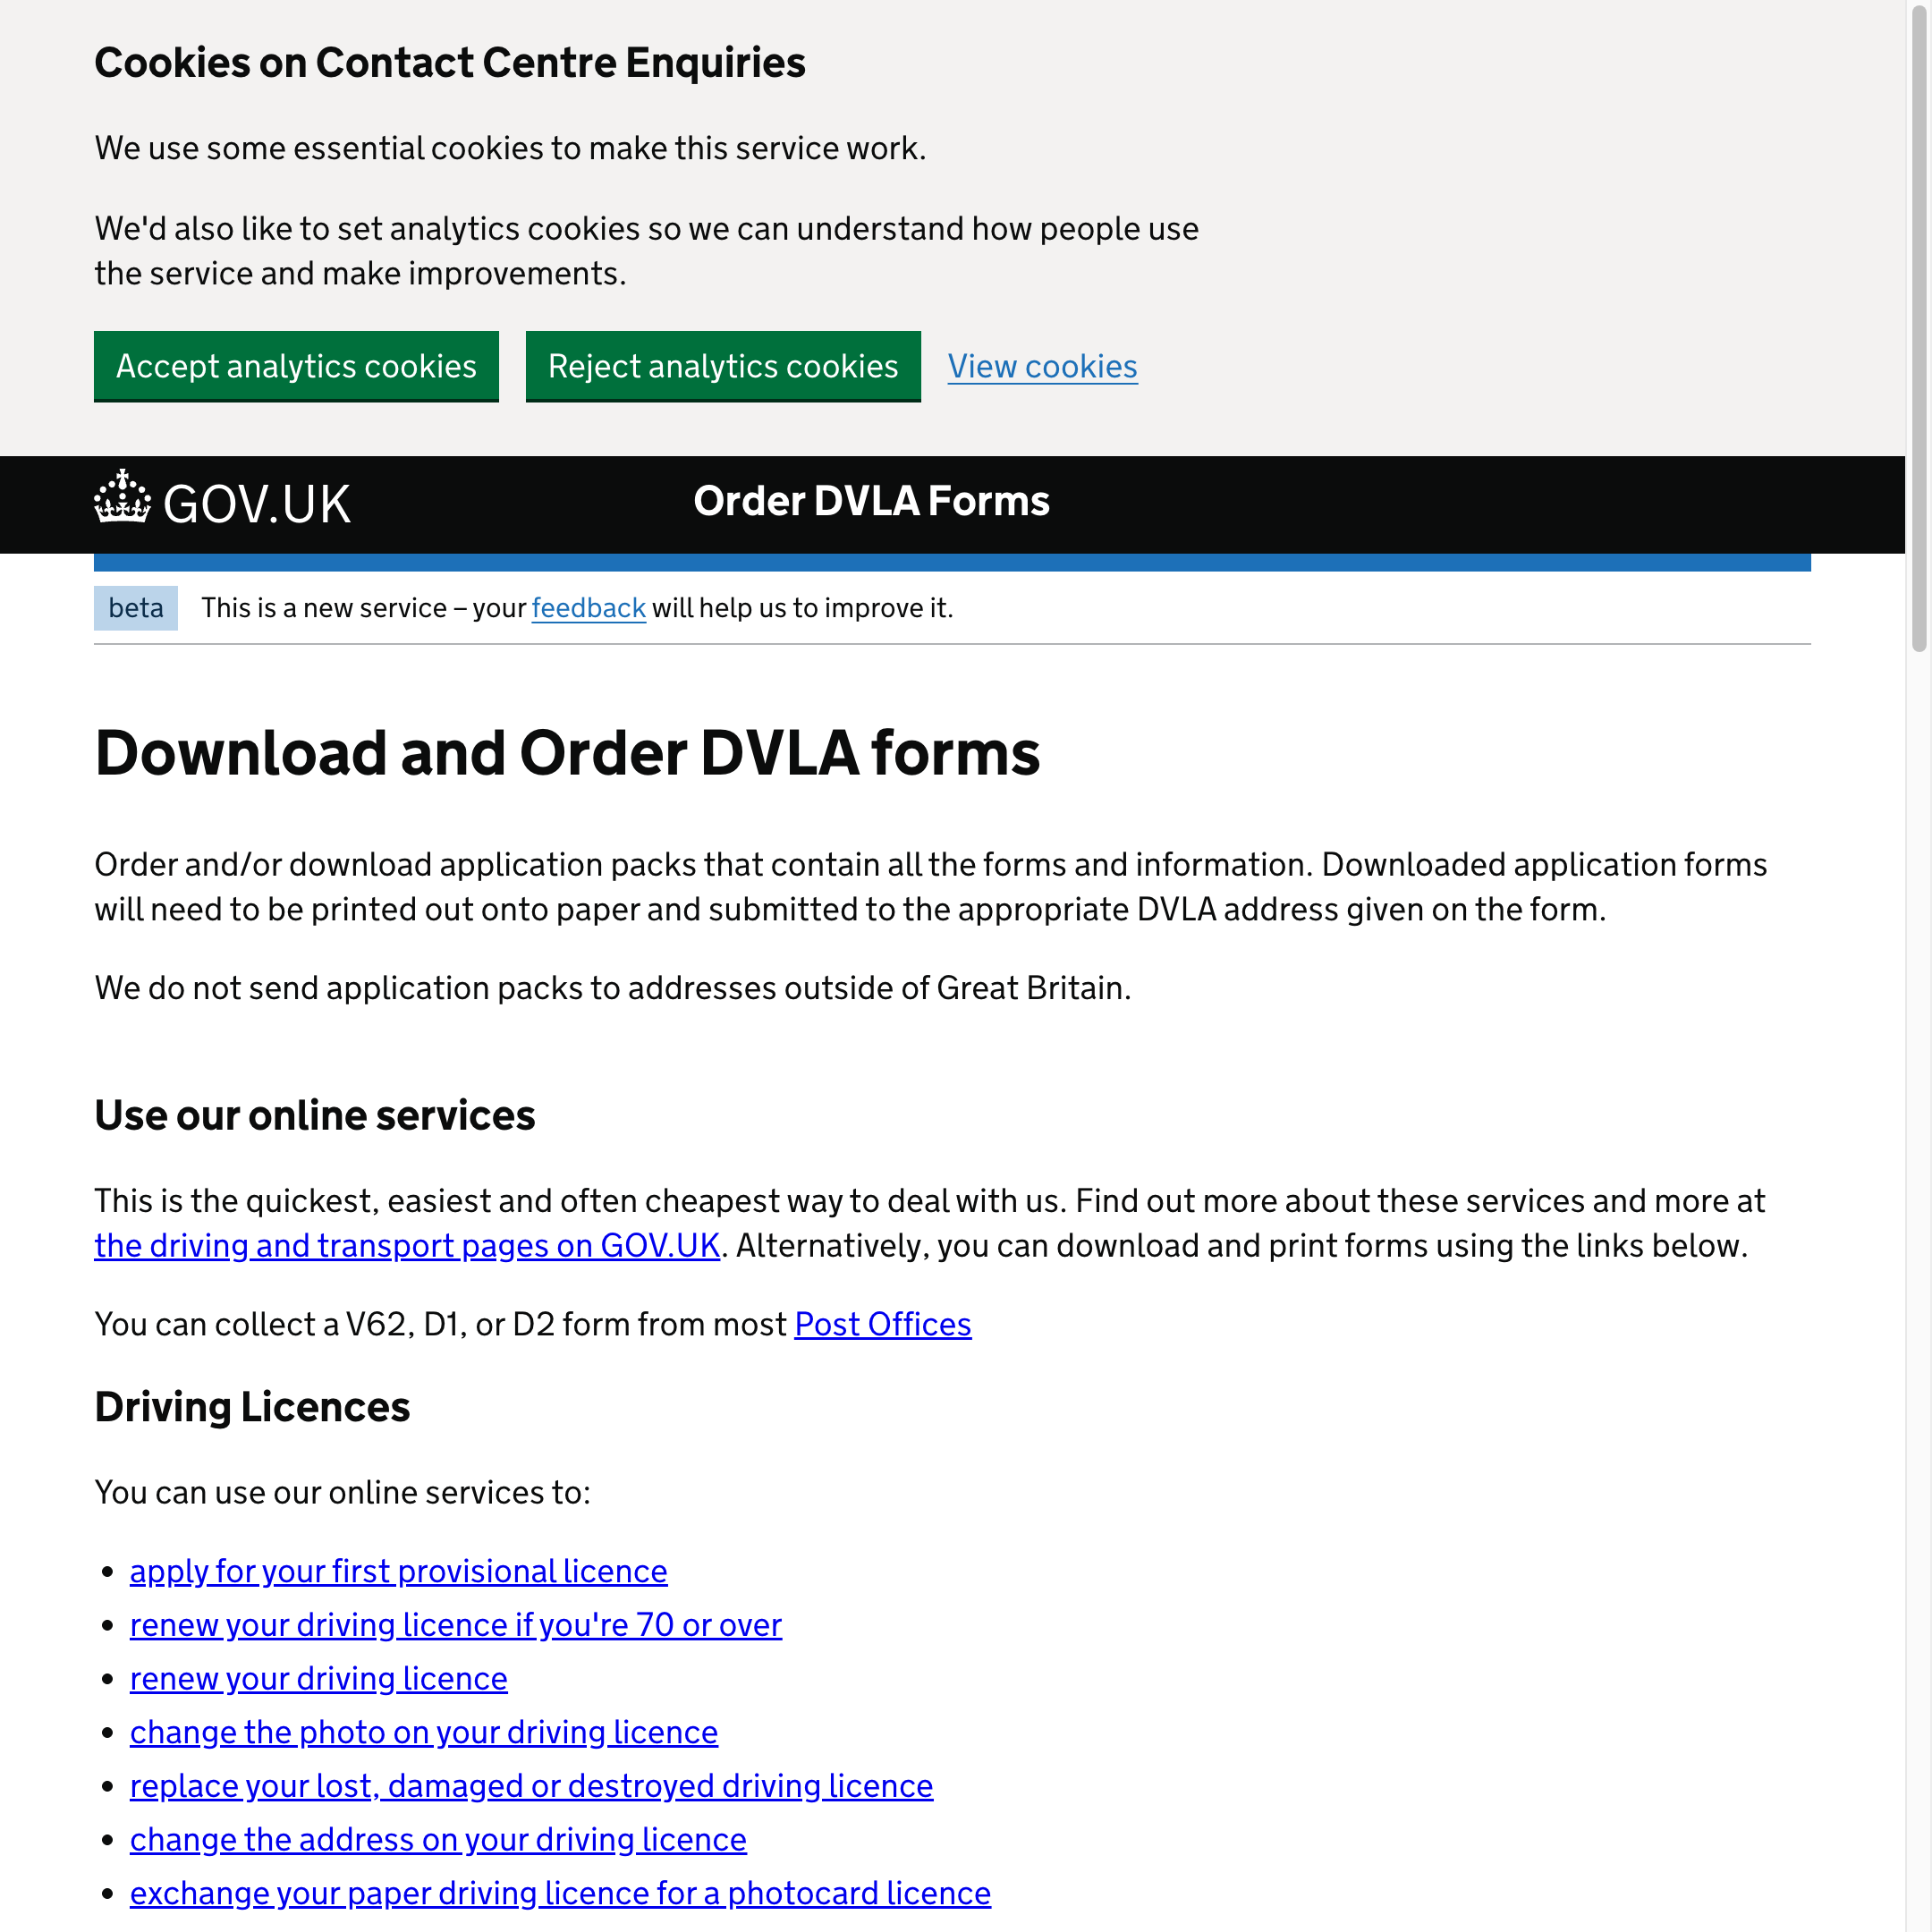 Cookies on Contact Centre Enquiries
We use some essential cookies to make this service work.
We'd also like to set analytics cookies so we can understand how people use
the service and make improvements.
Accept analytics cookies
Reject analytics cookies
View cookies
GOV.UK
Order DVLA Forms
beta
This is a new service – your feedback will help us to improve it.
Download and Order DVLA forms
Order and/or download application packs that contain all the forms and information. Downloaded application forms
will need to be printed out onto paper and submitted to the appropriate DVLA address given on the form.
We do not send application packs to addresses outside of Great Britain.
Use our online services
This is the quickest, easiest and often cheapest way to deal with us. Find out more about these services and more at
the driving and transport pages on GOV.UK. Alternatively, you can download and print forms using the links below.
You can collect a V62, D1, or D2 form from most Post Offices
Driving Licences
You can use our online services to:
• apply for your first provisional licence
• renew your driving licence if you're 70 or over
• renew your driving licence
• change the photo on your driving licence
• replace your lost, damaged or destroyed driving licence
• change the address on your driving licence
• exchange your paper driving licence for a photocard licence